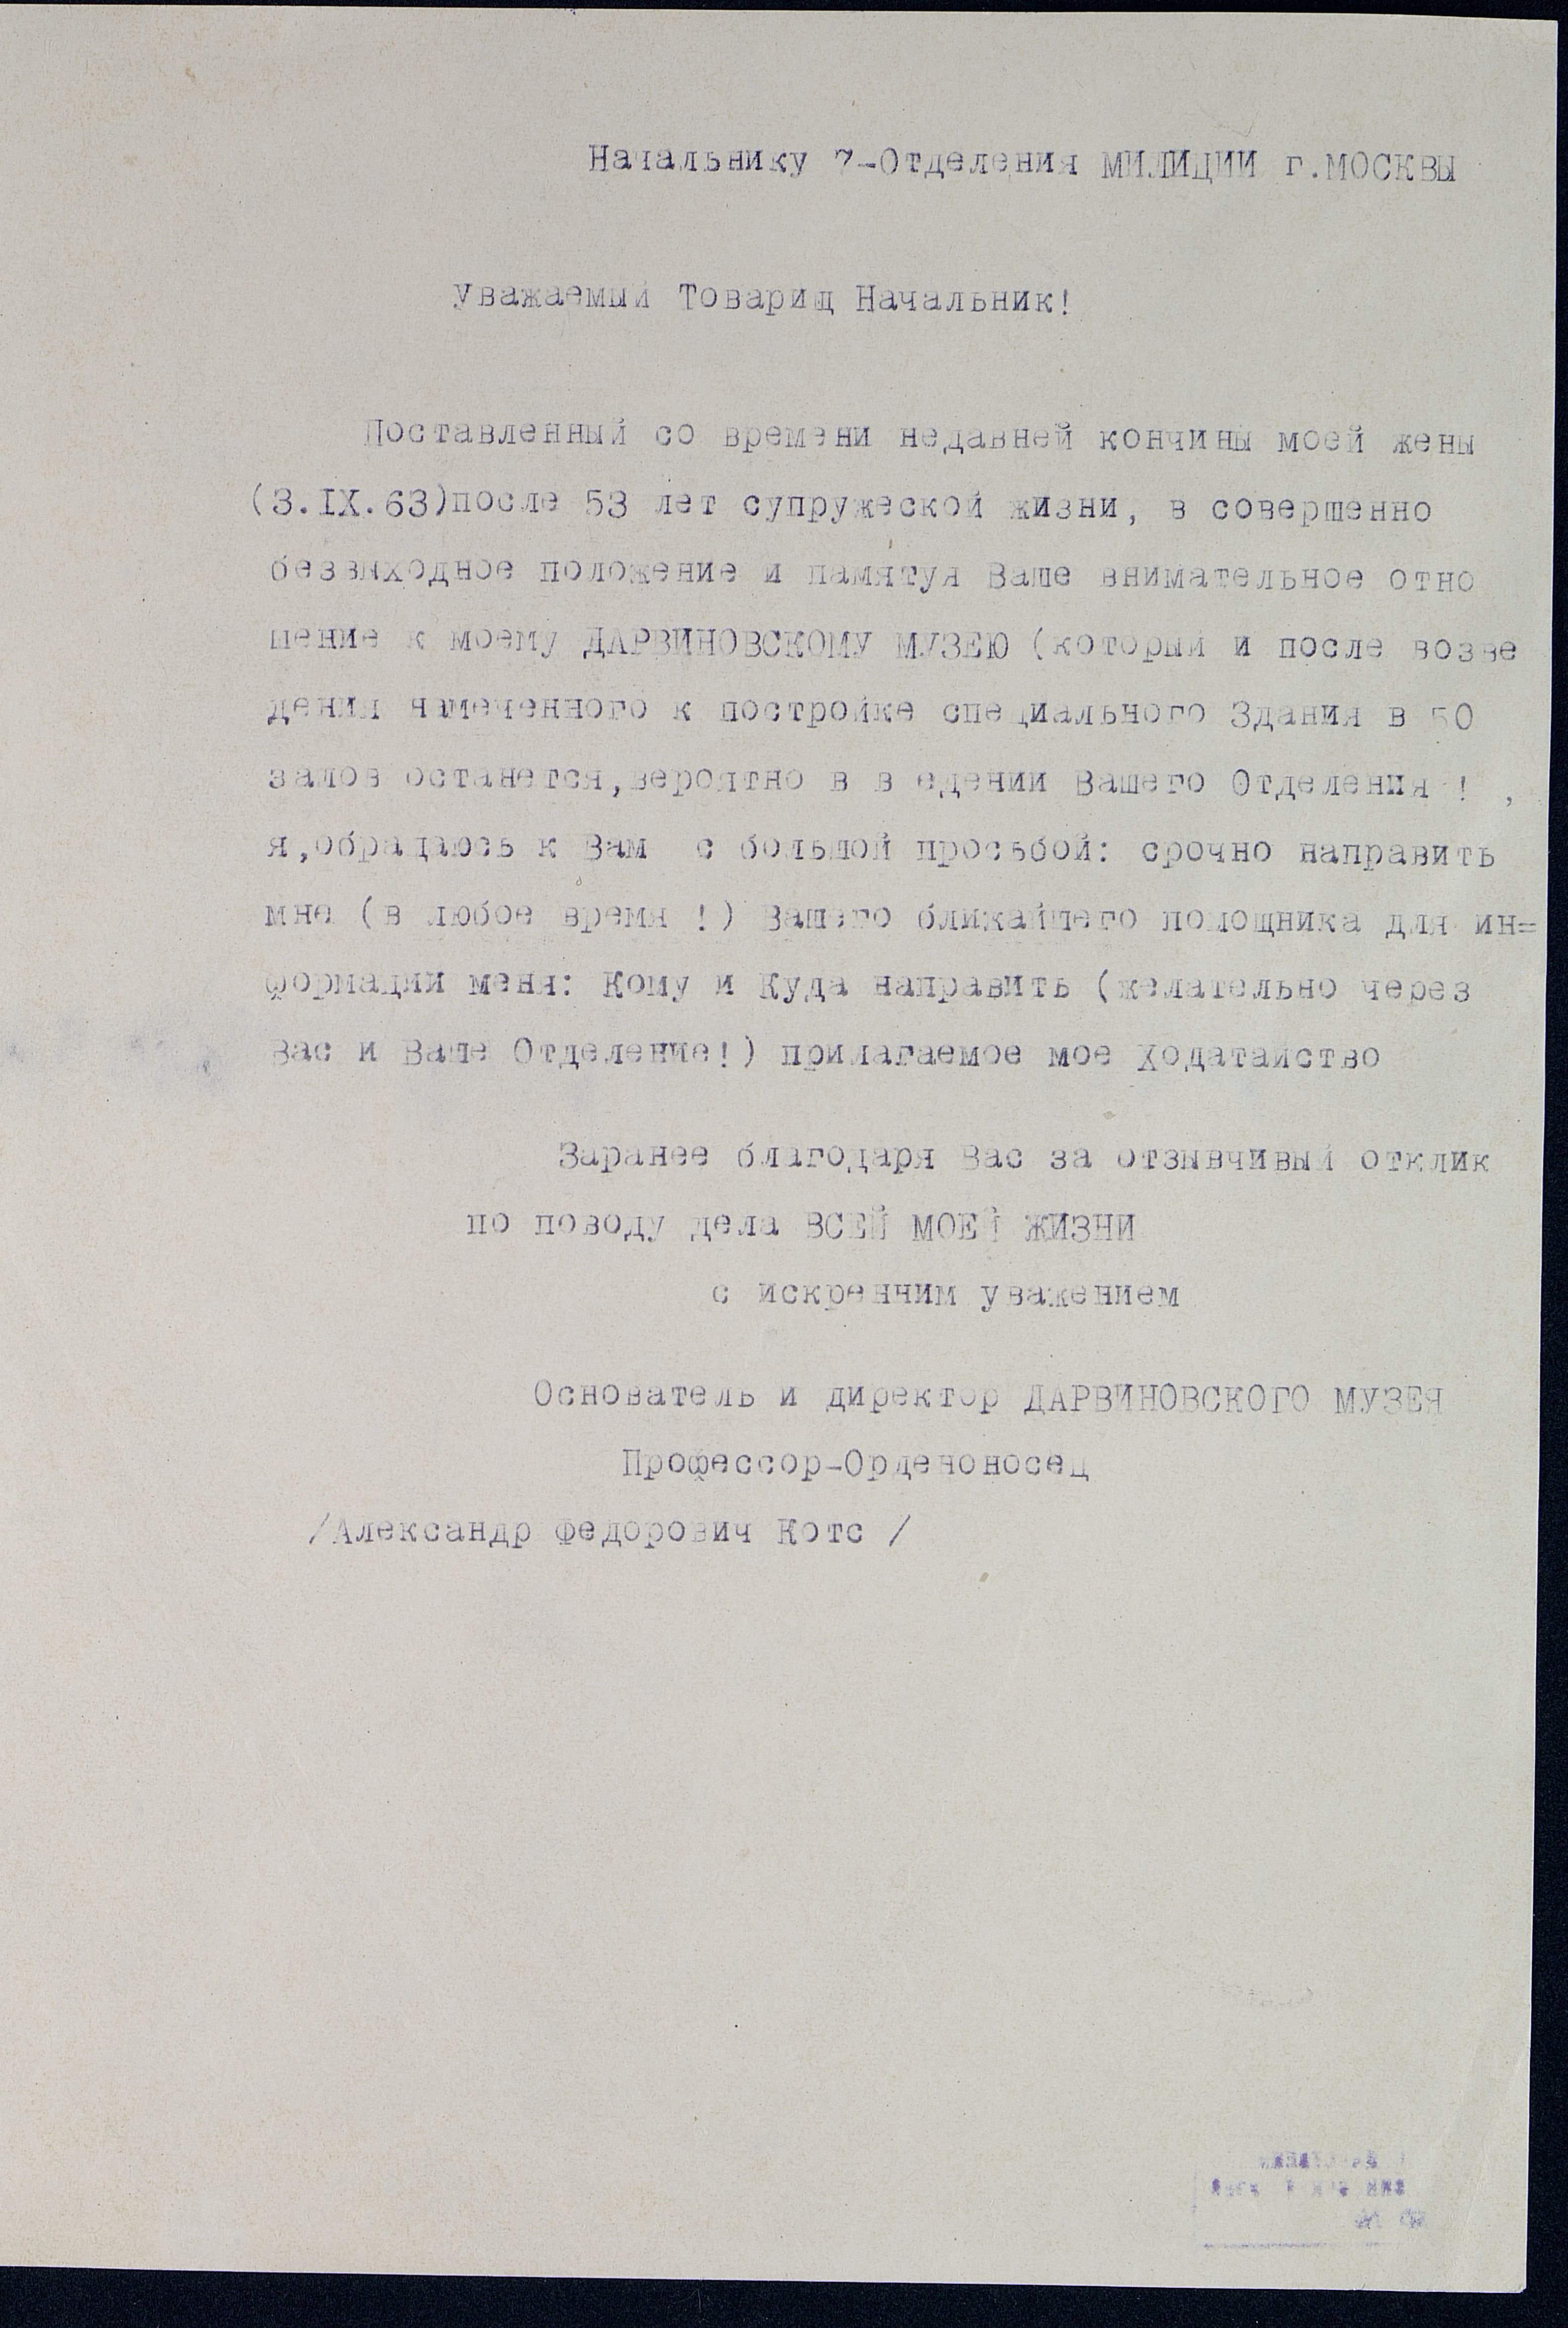 Начальнику 7-Отделения МИЛИЦИИ г.МОСКВЫ
Уважаемый Товарищ Начальник!
Поставленный со времени недавней кончины моей жены
(3.IX.63)после 53 лет супружеской жизни, в совершенно
безвыходное положение и памятуя Ваше внимательное отно
шение к моему ДАРВИНОВСКОМУ МУЗЕЮ (который и после возве
дения намеченного к постройке специального Здания в 50
залов останется,вероятно в в едении Вашего Отделения ! ,
я,обращаюсь к Вам с большой просьбой: срочно направить
мне (в любое время !) Вашего ближайшего помощника для ин=
формации меня: Кому и Куда направить (желательно через
Вас и Ваше Отделение!) прилагаемое мое Ходатайство
Заранее благодаря Вас за отзывчивый отклик
по поводу дела ВСЕЙ МОЕЙ ЖИЗНИ
с искренним уважением
Основатель и директор ДАРВИНОВСКОГО МУЗЕЯ
Профессор-Орденоносец
/Александр Федорович Котс /